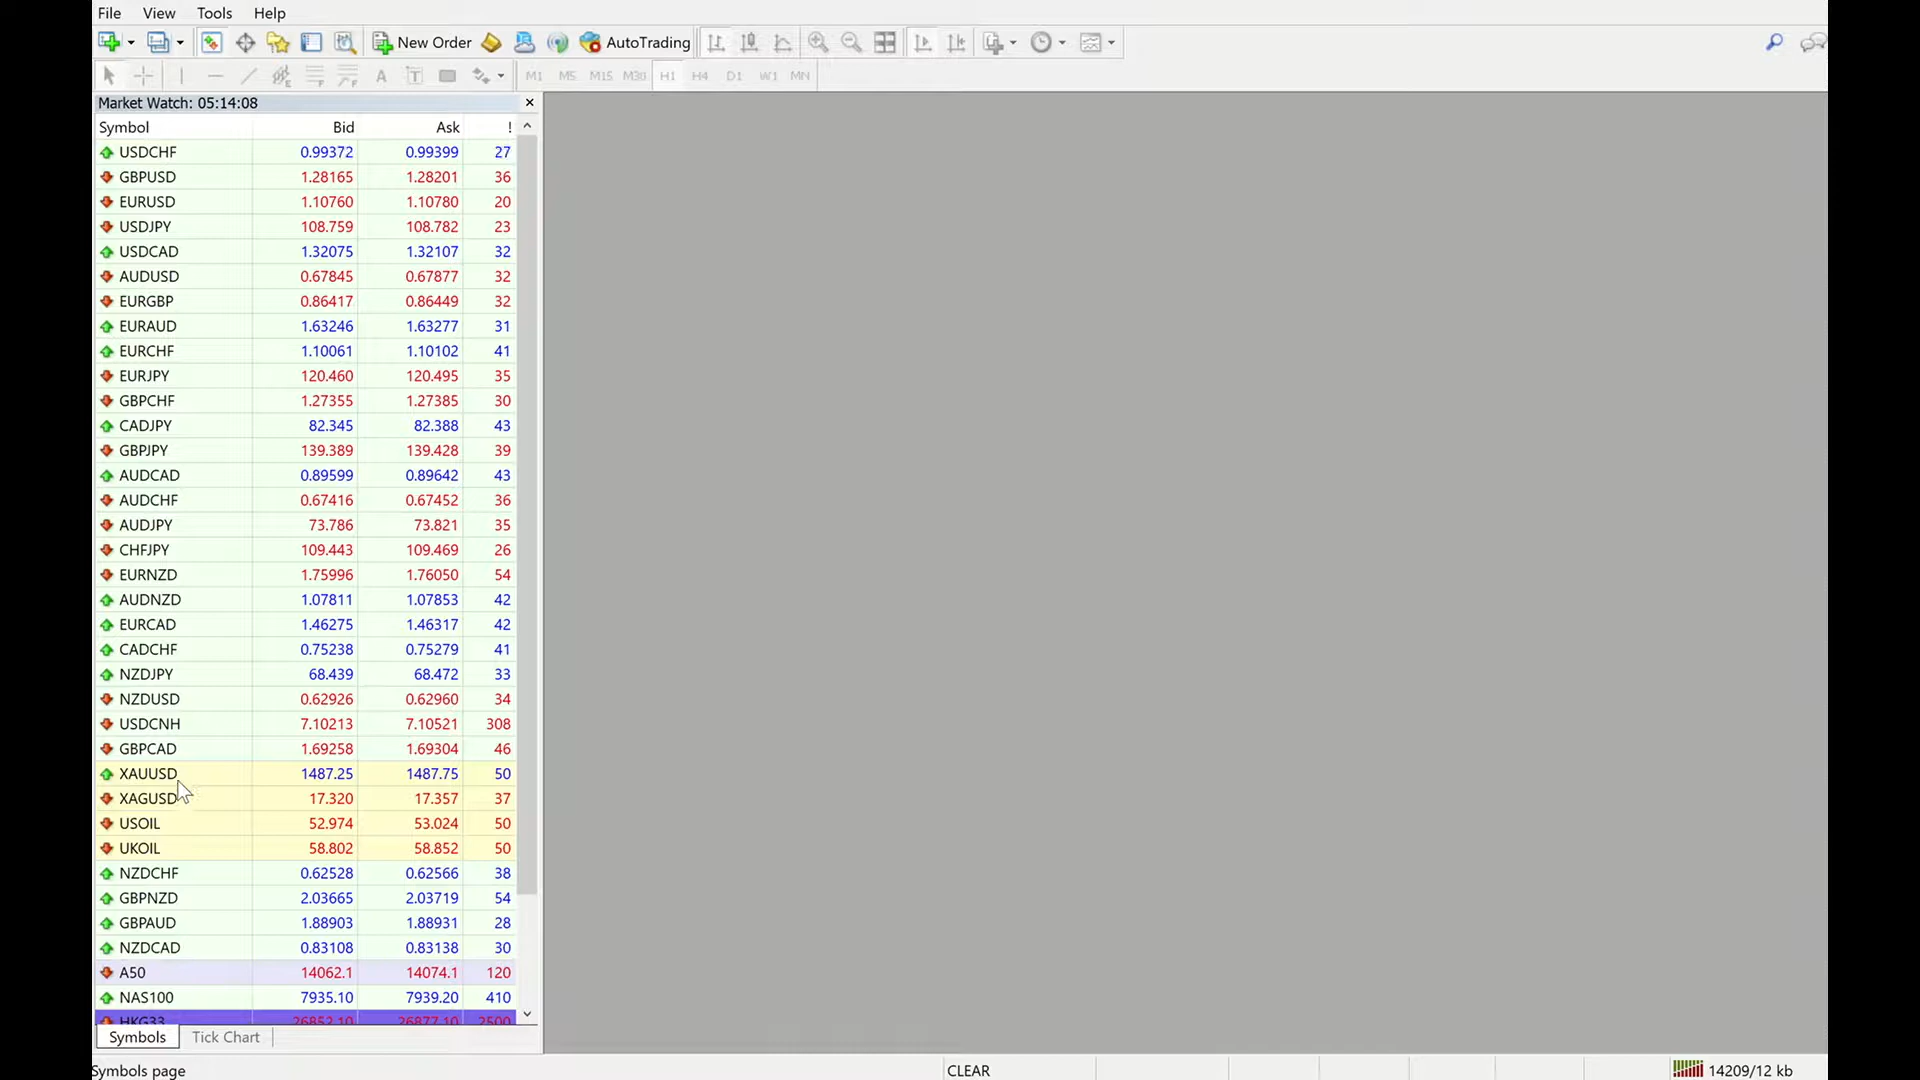 File View Tools Help
New Order AutoTrading
A T M1 M5 M15 M30 H1 H4 D1 W1 MN
Market Watch: 05:14:08
Symbol Bid Ask !
USDCHF 0.99372 0.99399 27
GBPUSD 1.28165 1.28201 36
EURUSD 1.10760 1.10780 20
USDJPY 108.759 108.782 23
USDCAD 1.32075 1.32107 32
AUDUSD 0.67845 0.67877 32
EURGBP 0.86417 0.86449 32
EURAUD 1.63246 1.63277 31
EURCHF 1.10061 1.10102 41
EURJPY 120.460 120.495 35
GBPCHF 1.27355 1.27385 30
CADJPY 82.345 82.388 43
GBPJPY 139.389 139.428 39
AUDCAD 0.89599 0.89642 43
AUDCHF 0.67416 0.67452 36
AUDJPY 73.786 73.821 35
CHFJPY 109.443 109.469 26
EURNZD 1.75996 1.76050 54
AUDNZD 1.07811 1.07853 42
EURCAD 1.46275 1.46317 42
CADCHF 0.75238 0.75279 41
NZDJPY 68.439 68.472 33
NZDUSD 0.62926 0.62960 34
USDCNH 7.10213 7.10521 308
GBPCAD 1.69258 1.69304 46
XAUUSD 1487.25 1487.75 50
XAGUSD 17.320 17.357 37
USOIL 52.974 53.024 50
UKOIL 58.802 58.852 50
NZDCHF 0.62528 0.62566 38
GBPNZD 2.03665 2.03719 54
GBPAUD 1.88903 1.88931 28
NZDCAD 0.83108 0.83138 30
A50 14062.1 14074.1 120
NAS100 7935.10 7939.20 410
HKG33 26852.10 26877.10 2500
Symbols Tick Chart
Symbols page CLEAR 14209/12 kb